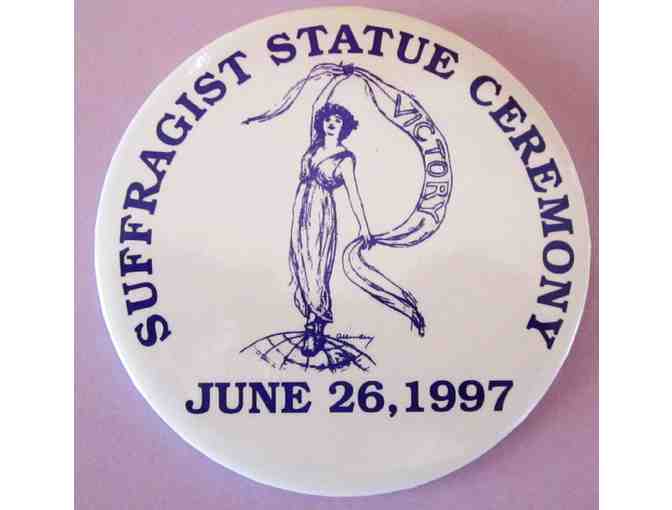 SUFFRAGIST STATUE CEREMONY
VICTORY
JUNE 26, 1997